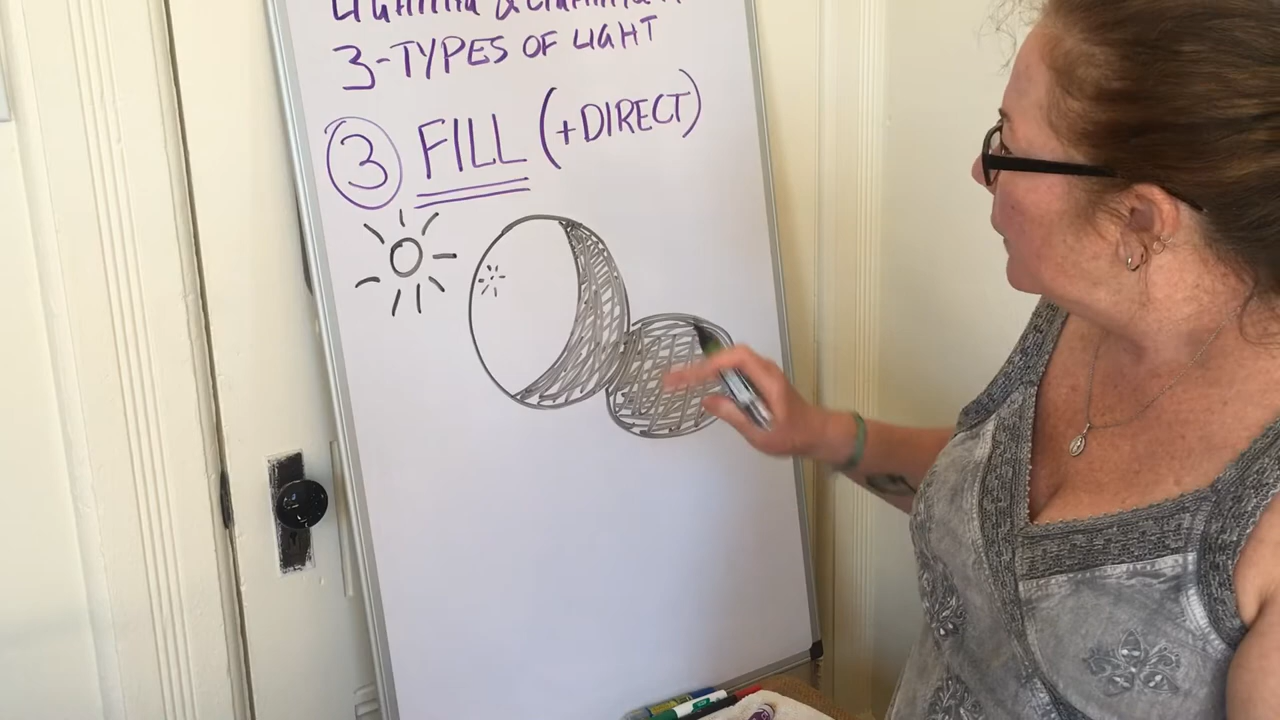 3-TYPES OF LIGHT
③ FILL (+DIRECT)